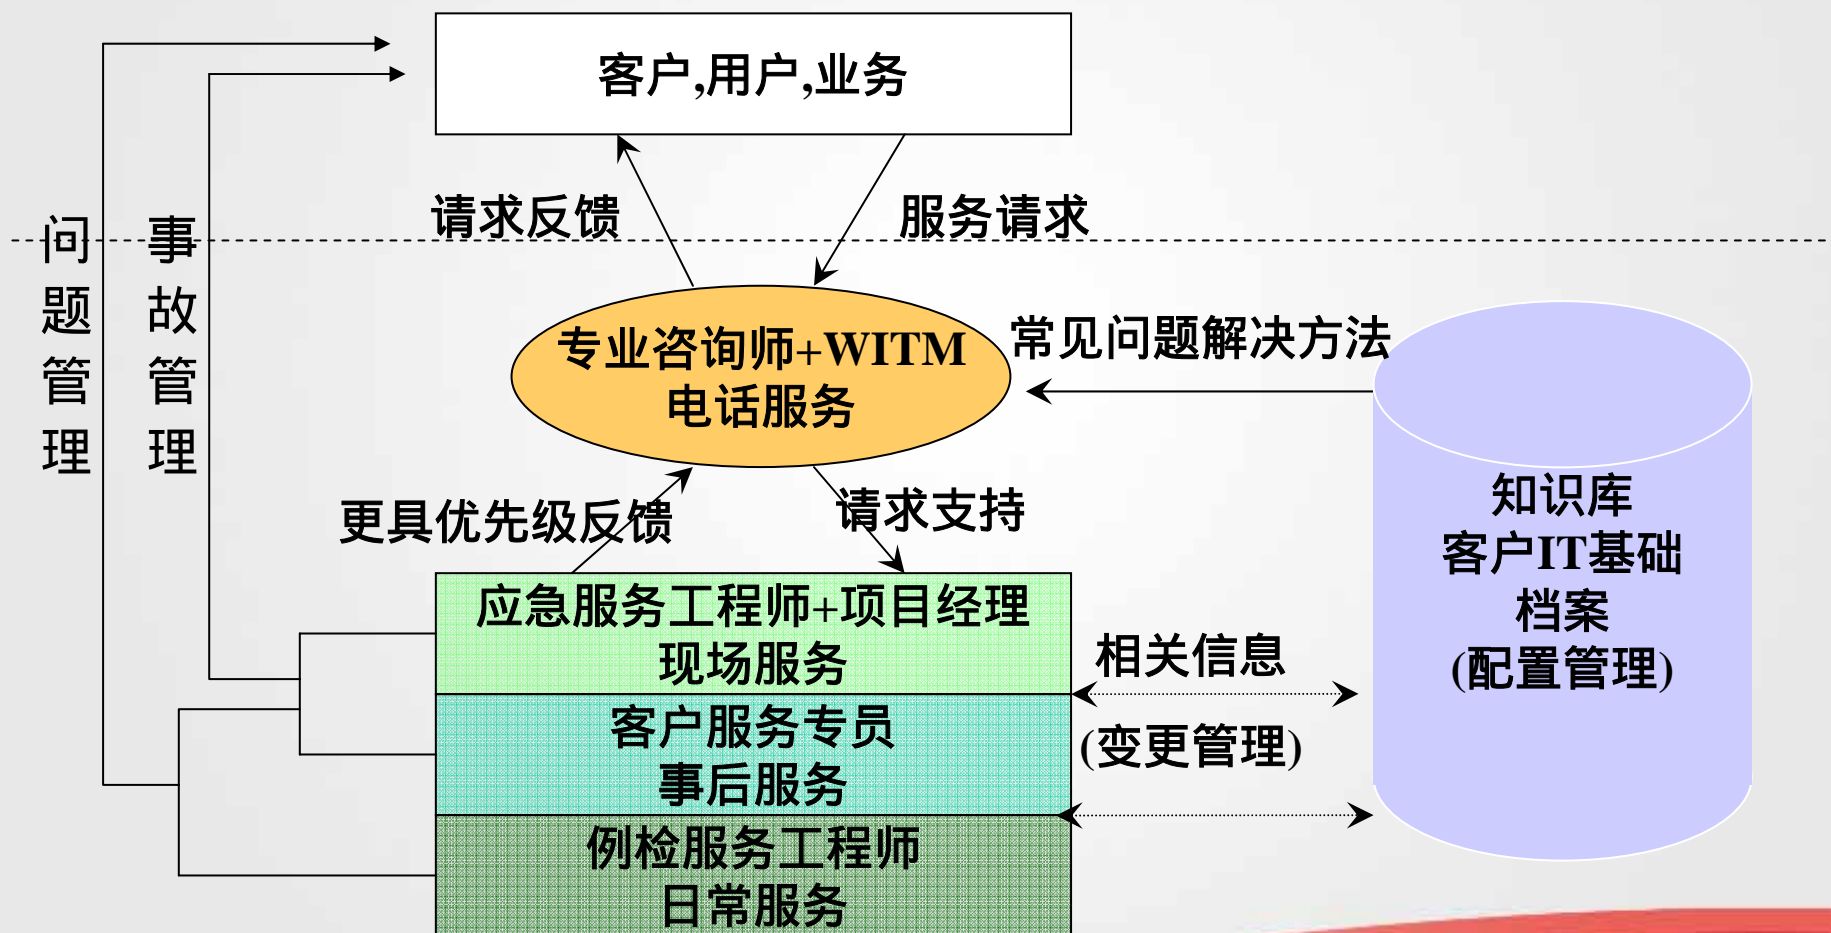 客户,用户,业务
请求反馈
服务请求
问题管理
事故管理
专业咨询师+WITM
电话服务
常见问题解决方法
更具优先级反馈
请求支持
知识库
客户IT基础
档案
(配置管理)
应急服务工程师+项目经理
现场服务
相关信息
客户服务专员
事后服务
(变更管理)
例检服务工程师
日常服务